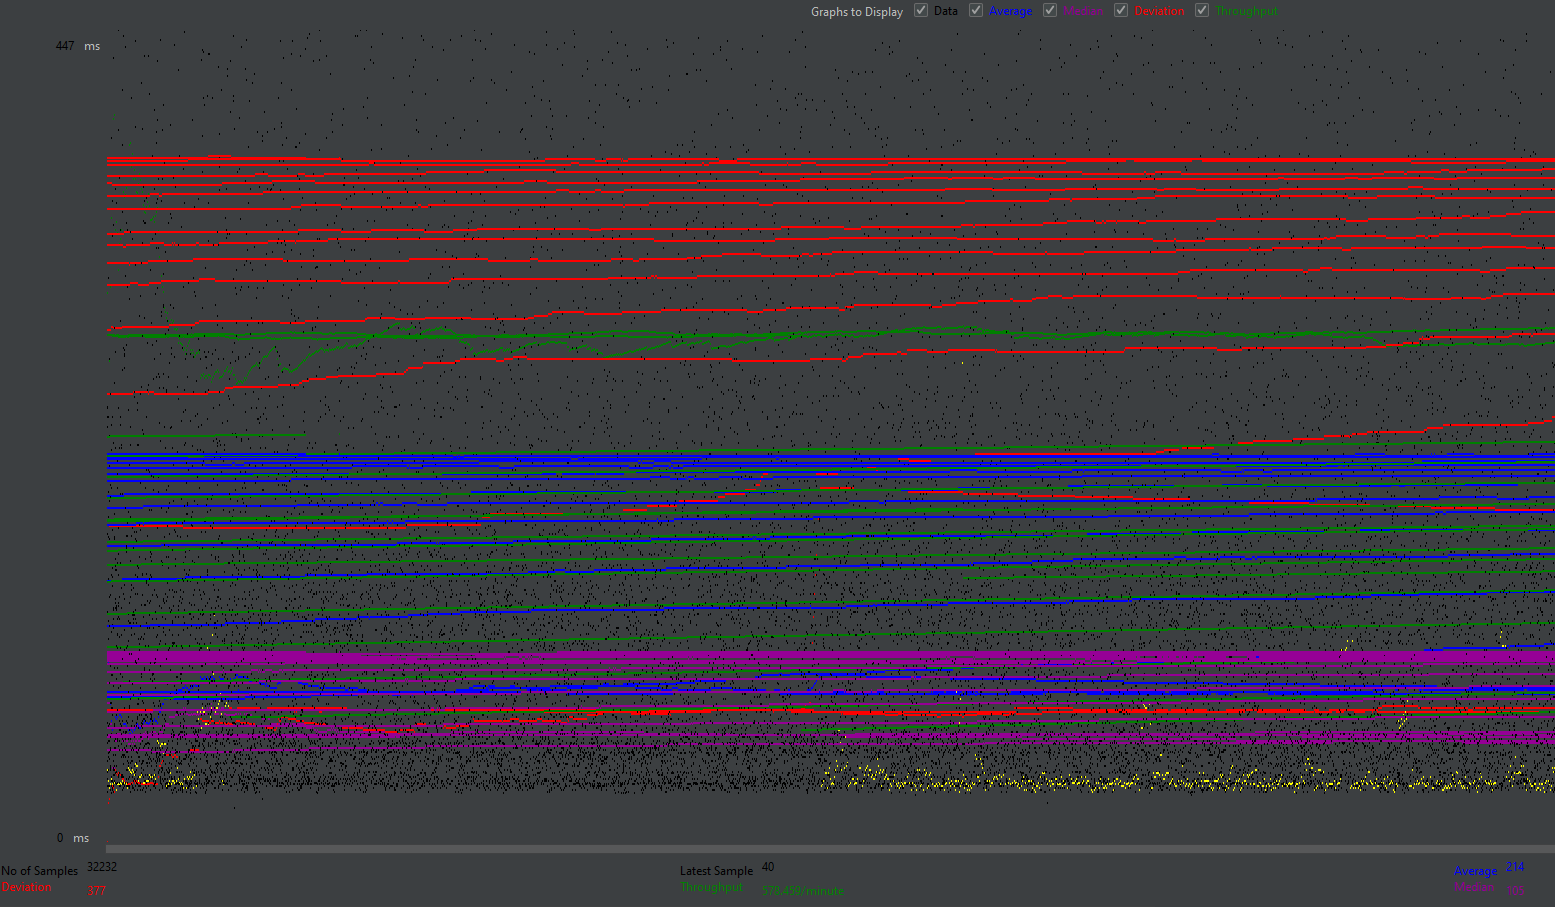 Graphs to Display Data Average Median Deviation Throughput
447 ms
0 ms
No of Samples 32232 Latest Sample 40 Average 214
Deviation 377 Throughput Median